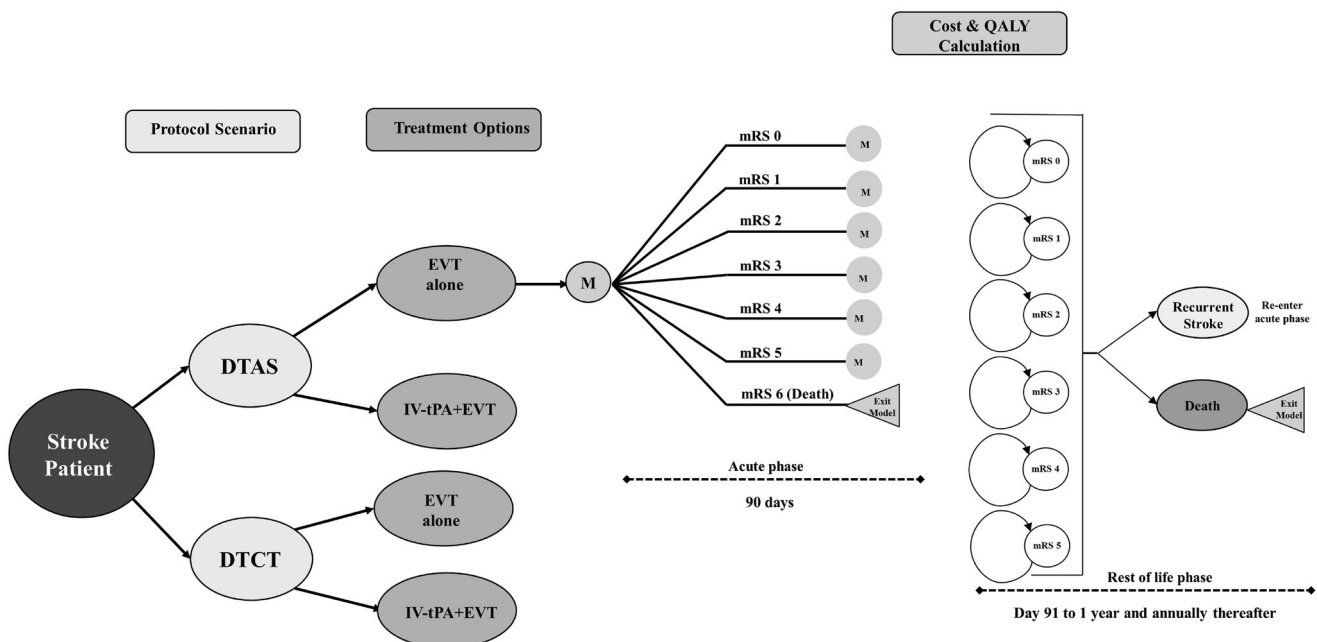 Cost & QALY
Calculation
Protocol Scenario
Treatment Options
Stroke
Patient
DTAS
DTCT
EVT
alone
IV-tPA+EVT
EVT
alone
IV-tPA+EVT
M
mRS 0
M
mRS 1
M
mRS 2
M
mRS 3
M
mRS 4
M
mRS 5
M
mRS 6 (Death)
Exit
Model
Acute phase
90 days
mRS 0
mRS 1
mRS 2
mRS 3
mRS 4
mRS 5
Recurrent
Stroke
Re-enter
acute phase
Death
Exit
Model
Rest of life phase
Day 91 to 1 year and annually thereafter